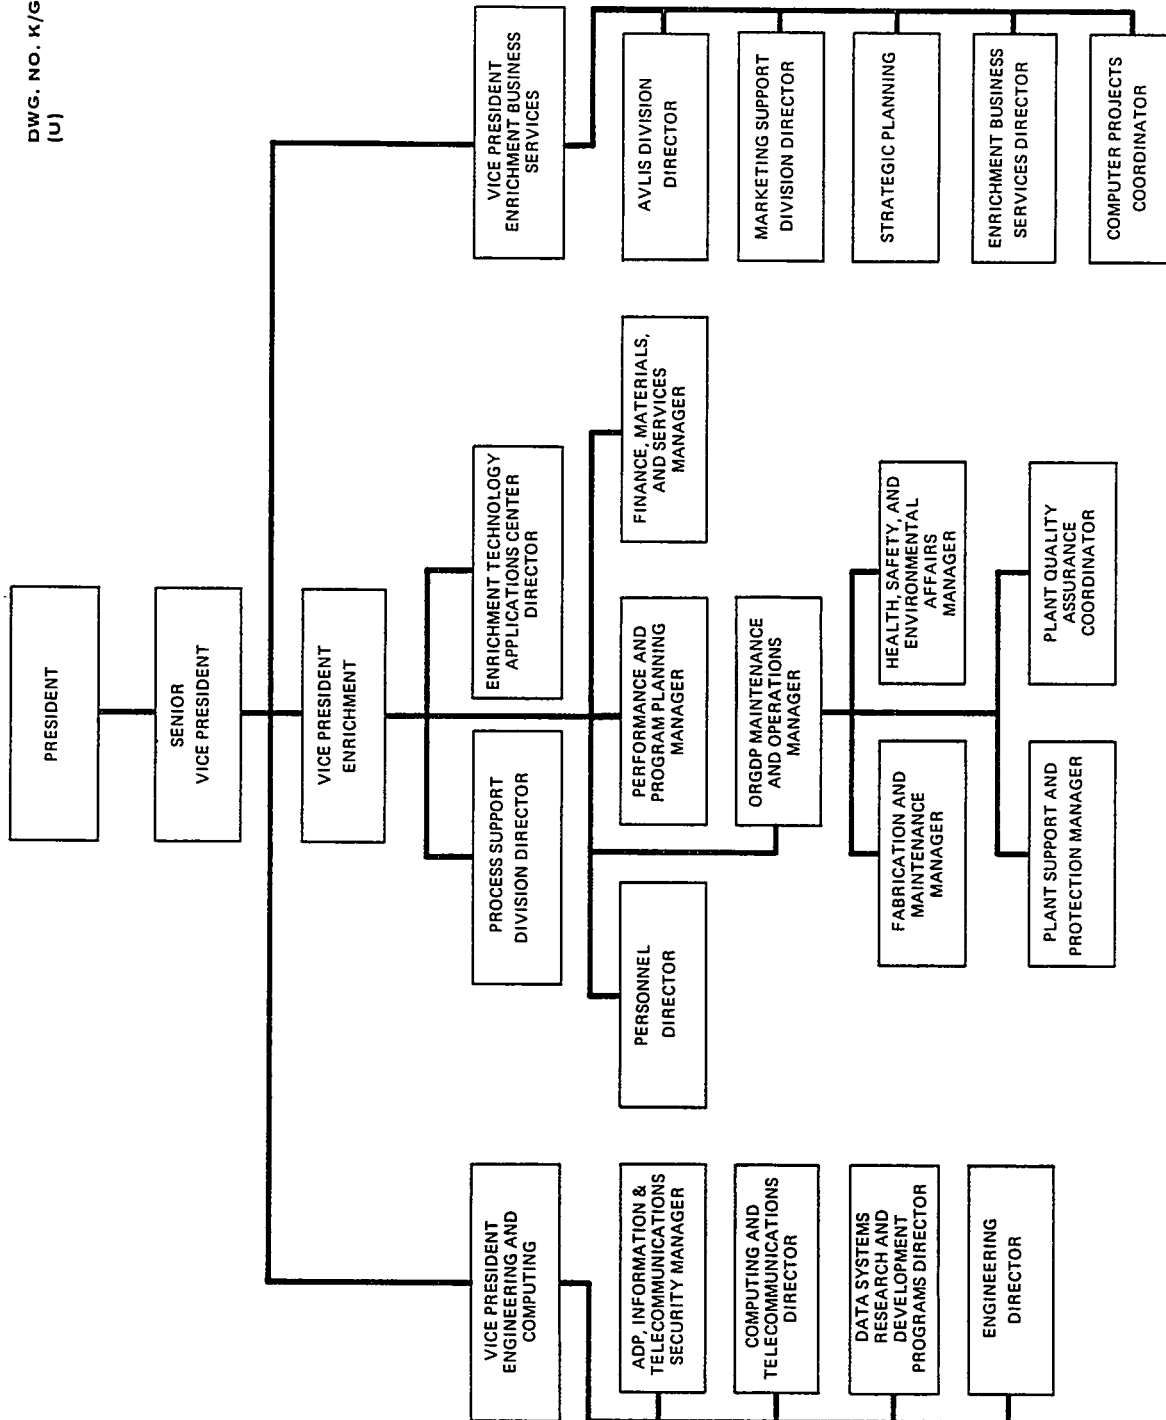 DWG. NO. K/G
(U)
PRESIDENT
SENIOR
VICE PRESIDENT
VICE PRESIDENT
ENRICHMENT
VICE PRESIDENT
ENGINEERING AND
COMPUTING
ADP, INFORMATION &
TELECOMMUNICATIONS
SECURITY MANAGER
COMPUTING AND
TELECOMMUNICATIONS
DIRECTOR
DATA SYSTEMS
RESEARCH AND
DEVELOPMENT
PROGRAMS DIRECTOR
ENGINEERING
DIRECTOR
PROCESS SUPPORT
DIVISION DIRECTOR
ENRICHMENT TECHNOLOGY
APPLICATIONS CENTER
DIRECTOR
PERSONNEL
DIRECTOR
PERFORMANCE AND
PROGRAM PLANNING
MANAGER
FINANCE, MATERIALS,
AND SERVICES
MANAGER
ORGDP MAINTENANCE
AND OPERATIONS
MANAGER
FABRICATION AND
MAINTENANCE
MANAGER
HEALTH, SAFETY, AND
ENVIRONMENTAL
AFFAIRS
MANAGER
PLANT SUPPORT AND
PROTECTION MANAGER
PLANT QUALITY
ASSURANCE
COORDINATOR
VICE PRESIDENT
ENRICHMENT BUSINESS
SERVICES
AVLIS DIVISION
DIRECTOR
MARKETING SUPPORT
DIVISION DIRECTOR
STRATEGIC PLANNING
ENRICHMENT BUSINESS
SERVICES DIRECTOR
COMPUTER PROJECTS
COORDINATOR